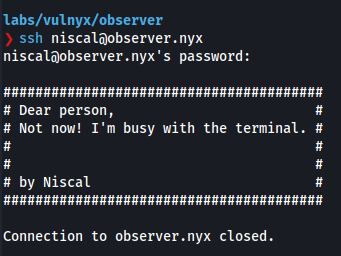 labs/vulnyx/observer
❯ ssh niscal@observer.nyx
niscal@observer.nyx's password:
#######################################
# Dear person,                        #
# Not now! I'm busy with the terminal. #
#                                     #
#                                     #
# by Niscal                           #
#######################################
Connection to observer.nyx closed.